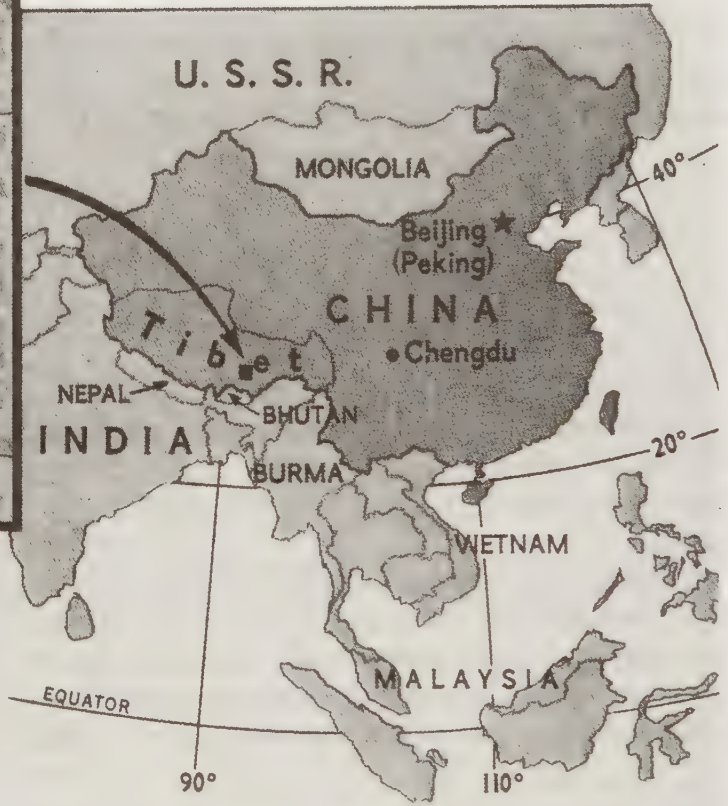 U. S. S. R.
MONGOLIA
40°
Beijing
(Peking)
CHINA
Tibet
Chengdu
NEPAL
BHUTAN
INDIA
20°
BURMA
VIETNAM
MALAYSIA
EQUATOR
90°
110°